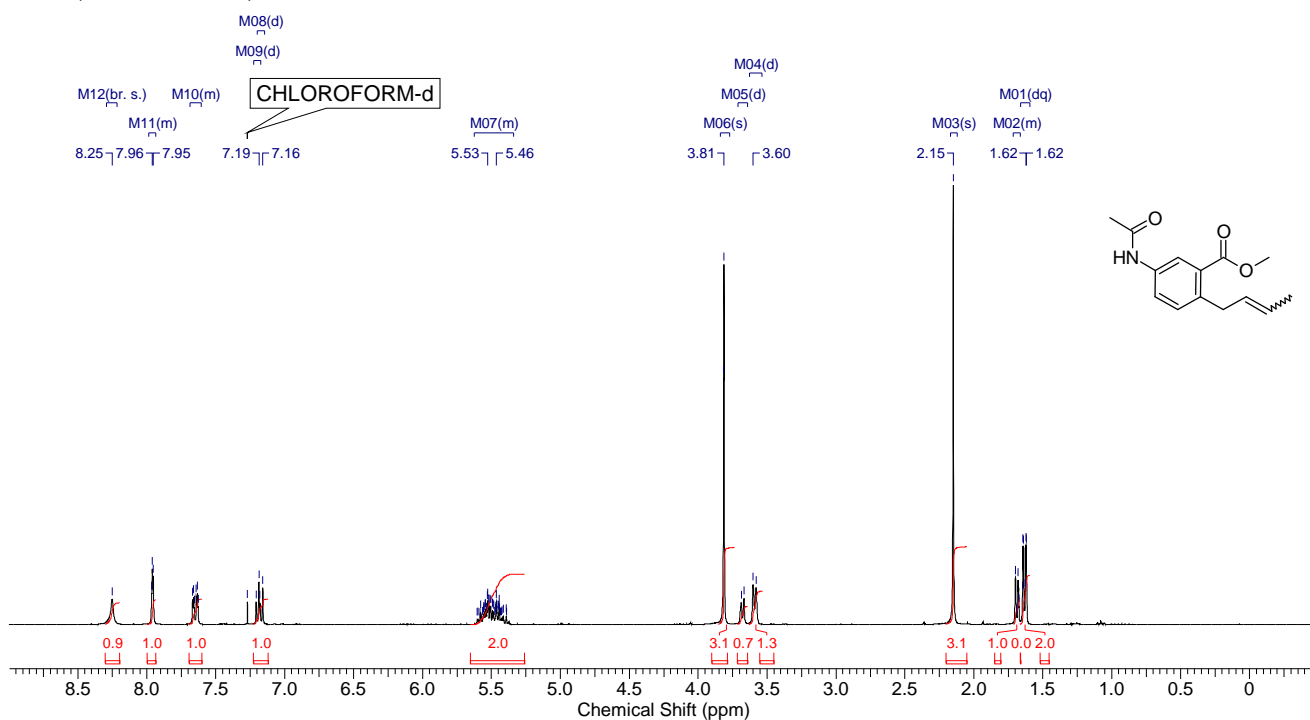 M08(d)
M09(d) M04(d)
M12(br. s.) M10(m) CHLOROFORM-d M05(d) M01(dq)
M11(m) M07(m) M06(s) M03(s) M02(m)
8.25 7.96 7.95 7.19 7.16 5.53 5.46 3.81 3.60 2.15 1.62 1.62
O
O
HN
O
0.9 1.0 1.0 1.0 2.0 3.1 0.7 1.3 3.1 1.0 0.0 2.0
8.5 8.0 7.5 7.0 6.5 6.0 5.5 5.0 4.5 4.0 3.5 3.0 2.5 2.0 1.5 1.0 0.5 0
Chemical Shift (ppm)